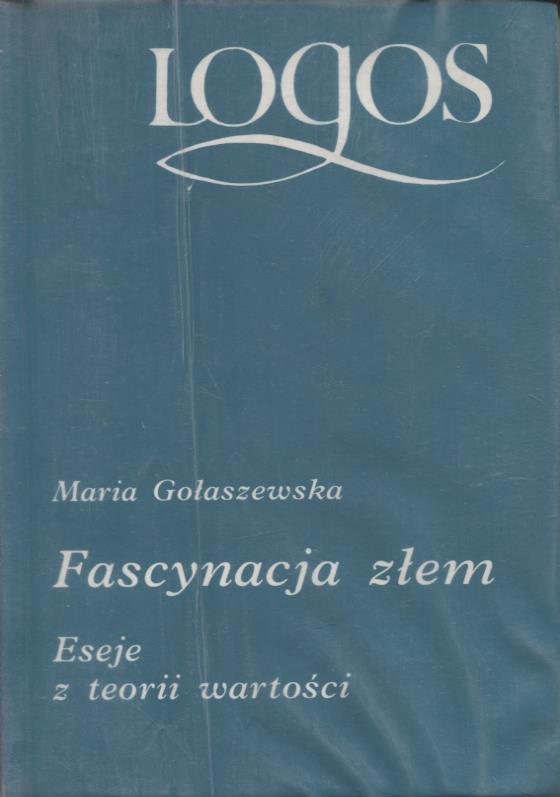 LOGOS
Maria Gołaszewska
Fascynacja złem
Eseje
z teorii wartości